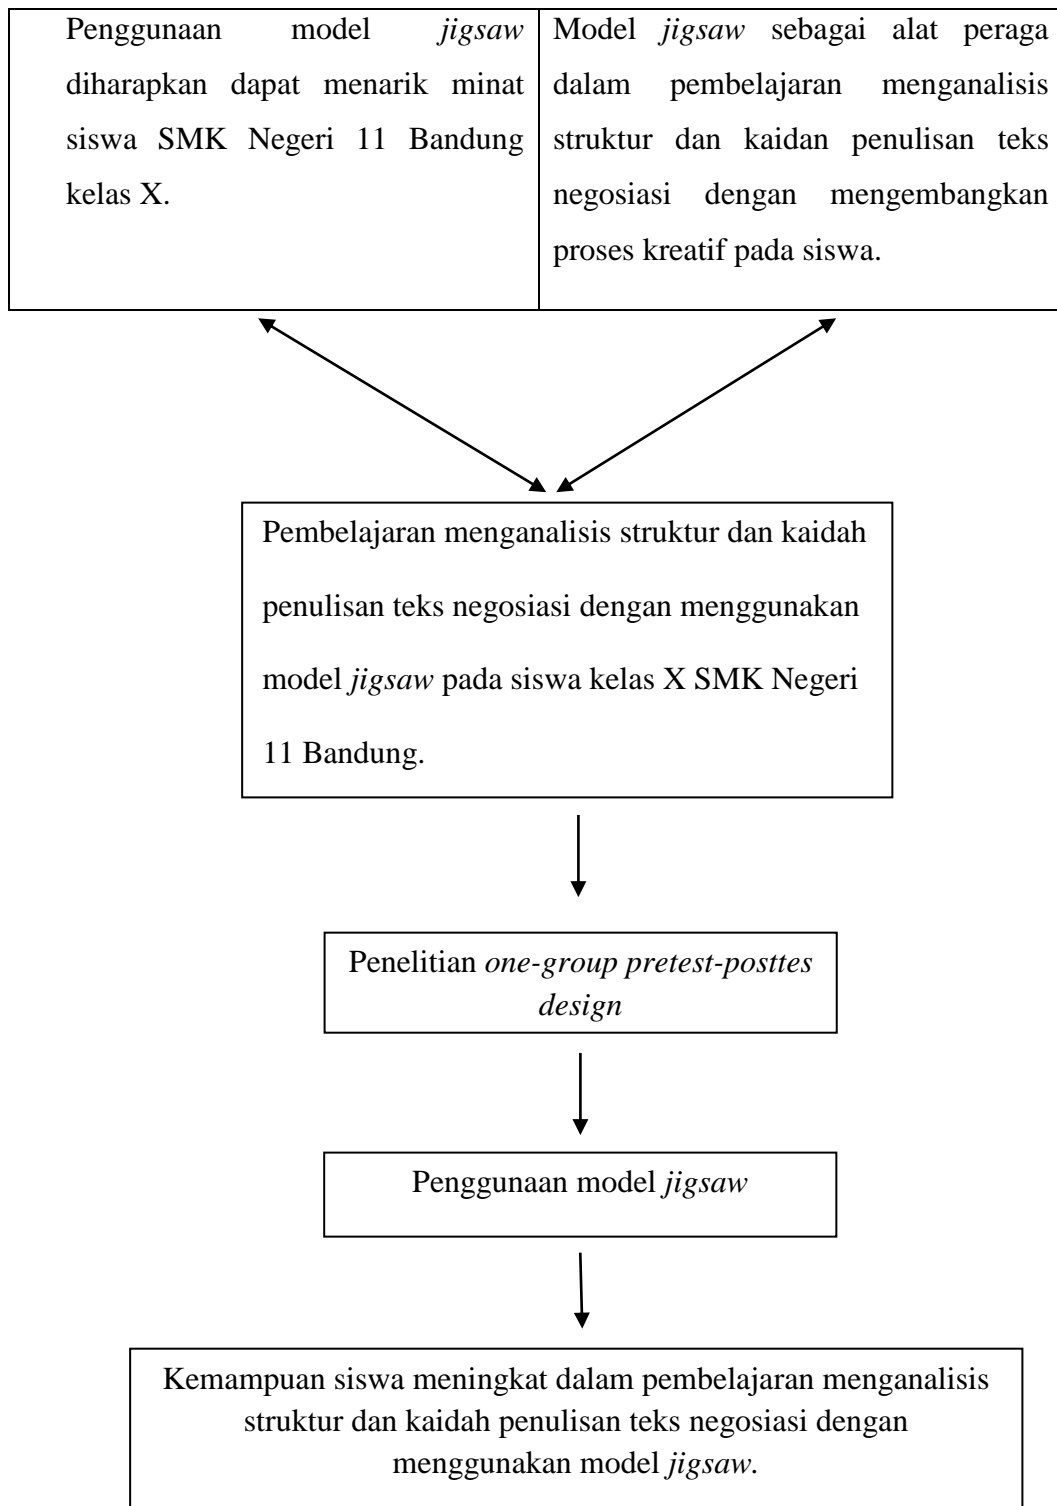 Penggunaan model jigsaw
diharapkan dapat menarik minat
siswa SMK Negeri 11 Bandung
kelas X.
Model jigsaw sebagai alat peraga
dalam pembelajaran menganalisis
struktur dan kaidan penulisan teks
negosiasi dengan mengembangkan
proses kreatif pada siswa.
Pembelajaran menganalisis struktur dan kaidah
penulisan teks negosiasi dengan menggunakan
model jigsaw pada siswa kelas X SMK Negeri
11 Bandung.
Penelitian one-group pretest-posttes
design
Penggunaan model jigsaw
Kemampuan siswa meningkat dalam pembelajaran menganalisis
struktur dan kaidah penulisan teks negosiasi dengan
menggunakan model jigsaw.